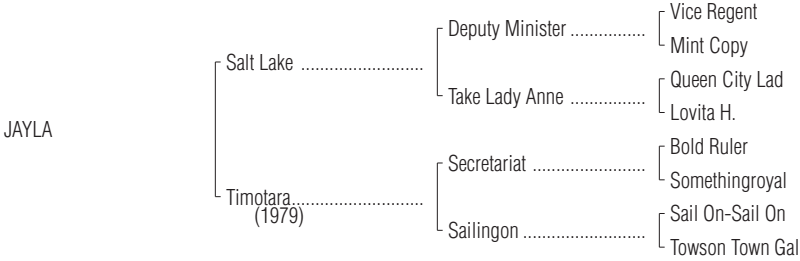 Vice Regent
Deputy Minister ................
Mint Copy
Salt Lake ..........................
Queen City Lad
Take Lady Anne ................
Lovita H.
JAYLA
Bold Ruler
Secretariat ........................
Somethingroyal
Timotara............................
(1979)
Sail On-Sail On
Sailingon ..........................
Towson Town Gal